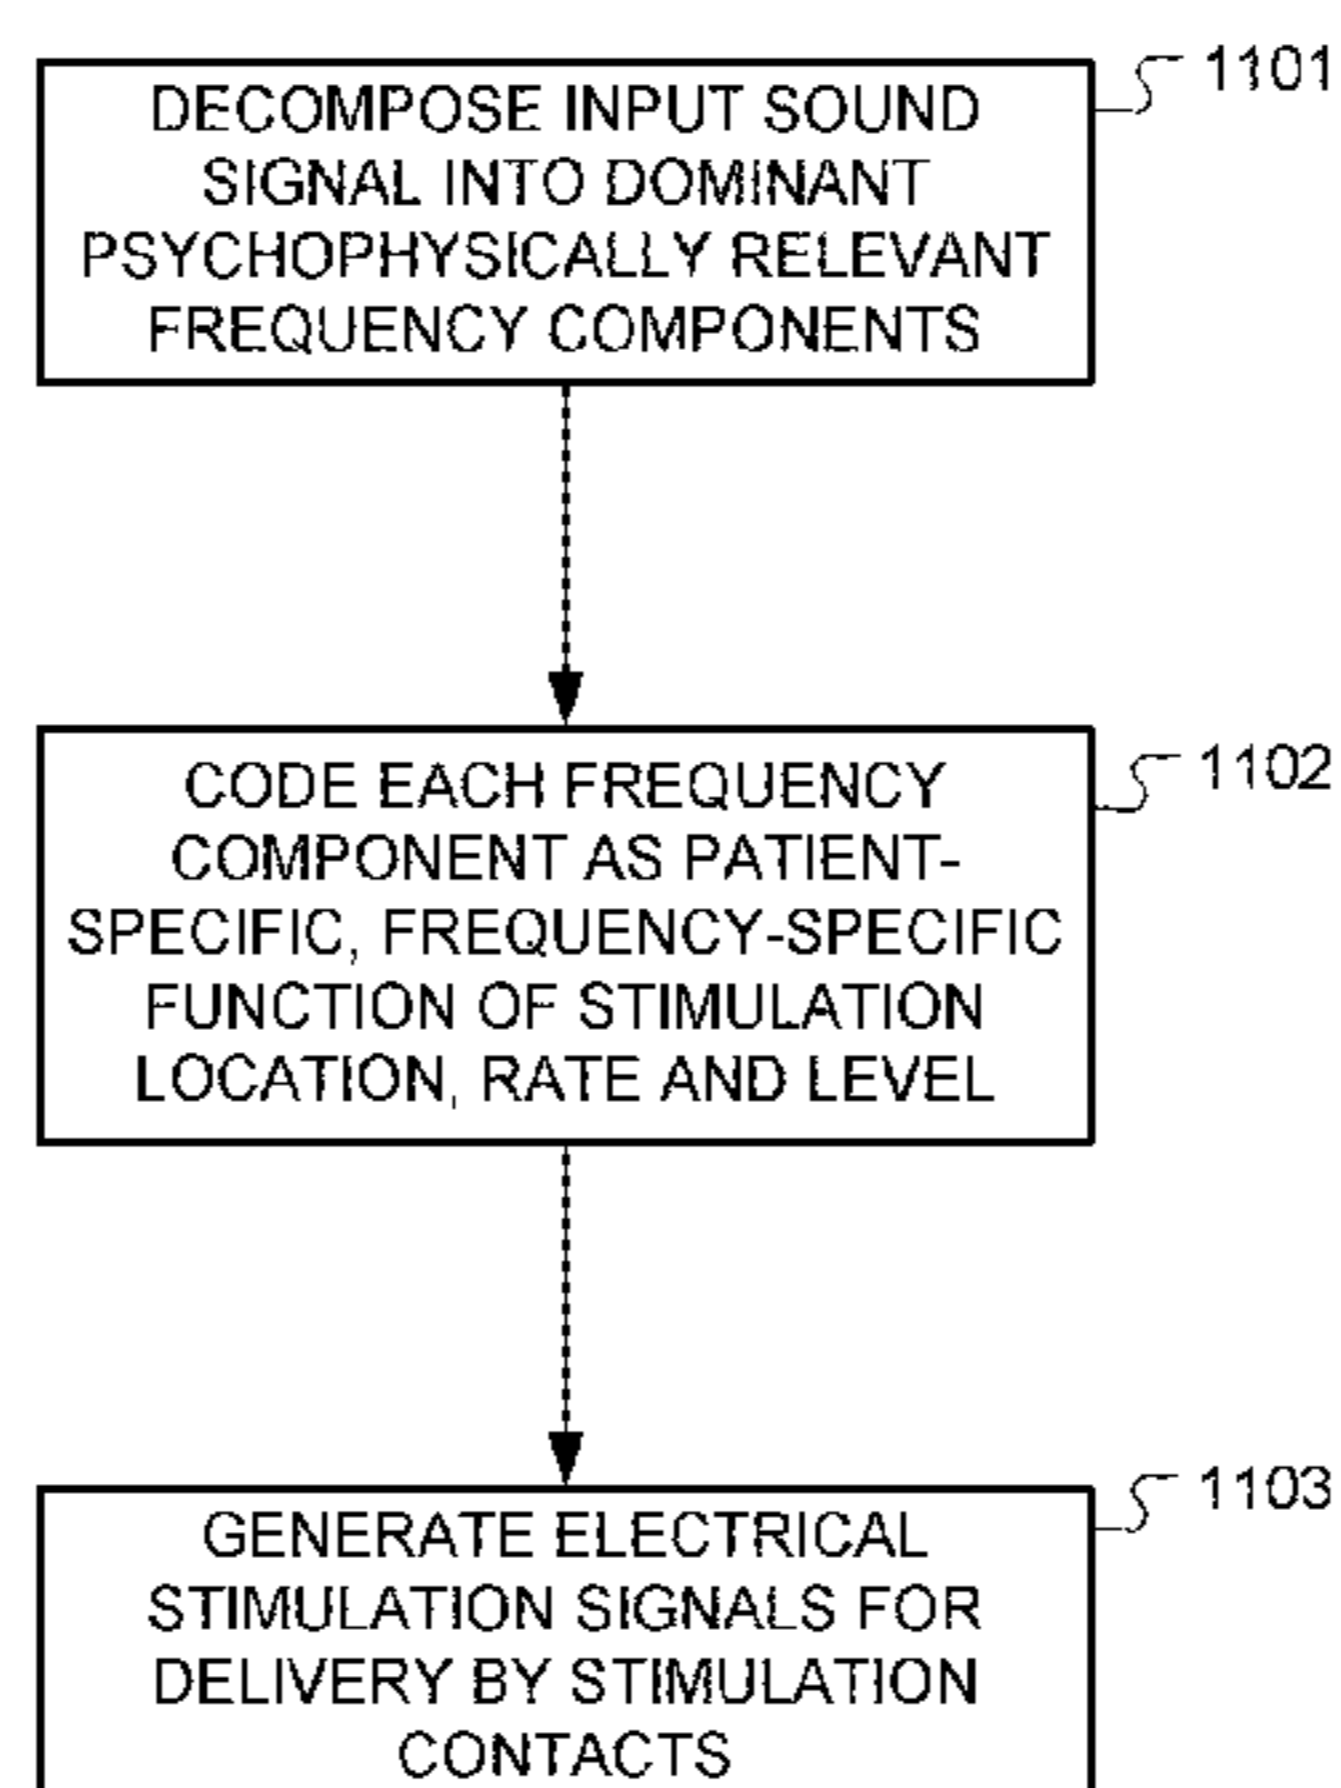 1101
DECOMPOSE INPUT SOUND
SIGNAL INTO DOMINANT
PSYCHOPHYSICALLY RELEVANT
FREQUENCY COMPONENTS
1102
CODE EACH FREQUENCY
COMPONENT AS PATIENT-
SPECIFIC, FREQUENCY-SPECIFIC
FUNCTION OF STIMULATION
LOCATION, RATE AND LEVEL
1103
GENERATE ELECTRICAL
STIMULATION SIGNALS FOR
DELIVERY BY STIMULATION
CONTACTS